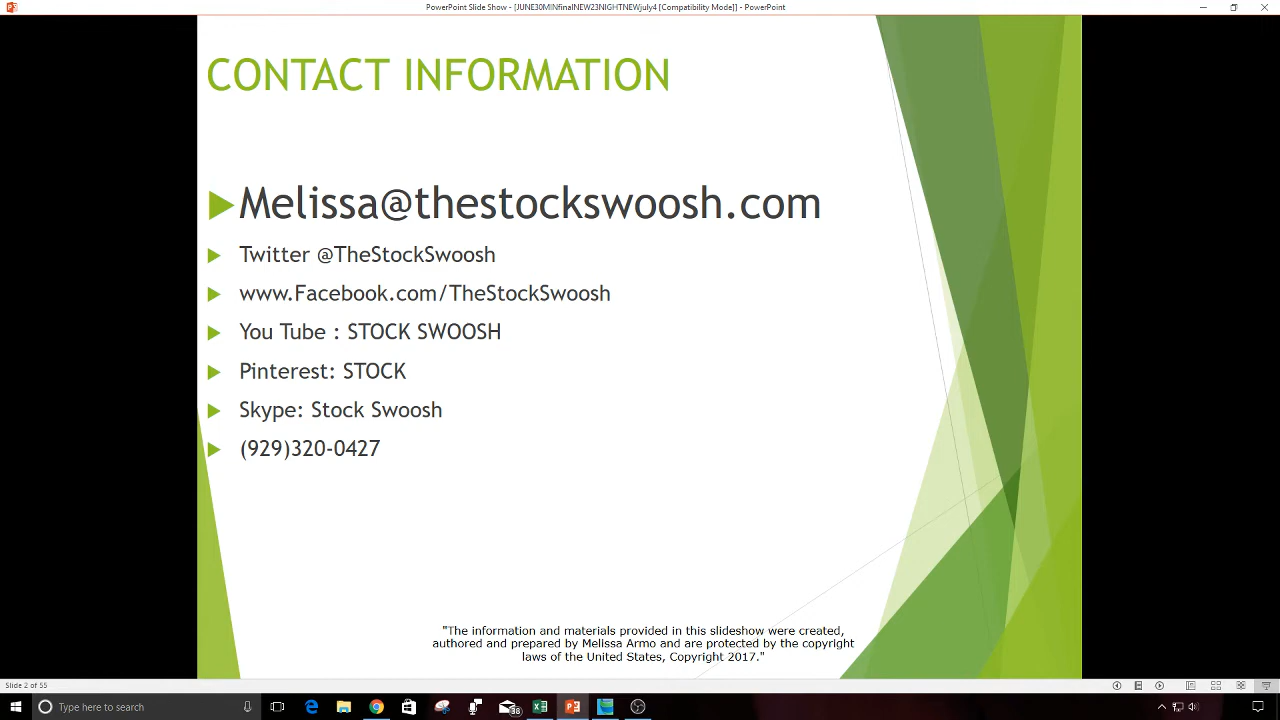 PowerPoint Slide Show - [JUNE30MINfinalNEW23NIGHTNEWjuly4 [Compatibility Mode]] - PowerPoint
CONTACT INFORMATION
Melissa@thestockswoosh.com
Twitter @TheStockSwoosh
www.Facebook.com/TheStockSwoosh
You Tube : STOCK SWOOSH
Pinterest: STOCK
Skype: Stock Swoosh
(929)320-0427
"The information and materials provided in this slideshow were created,
authored and prepared by Melissa Armo and are protected by the copyright
laws of the United States, Copyright 2017."
Slide 2 of 55
Type here to search